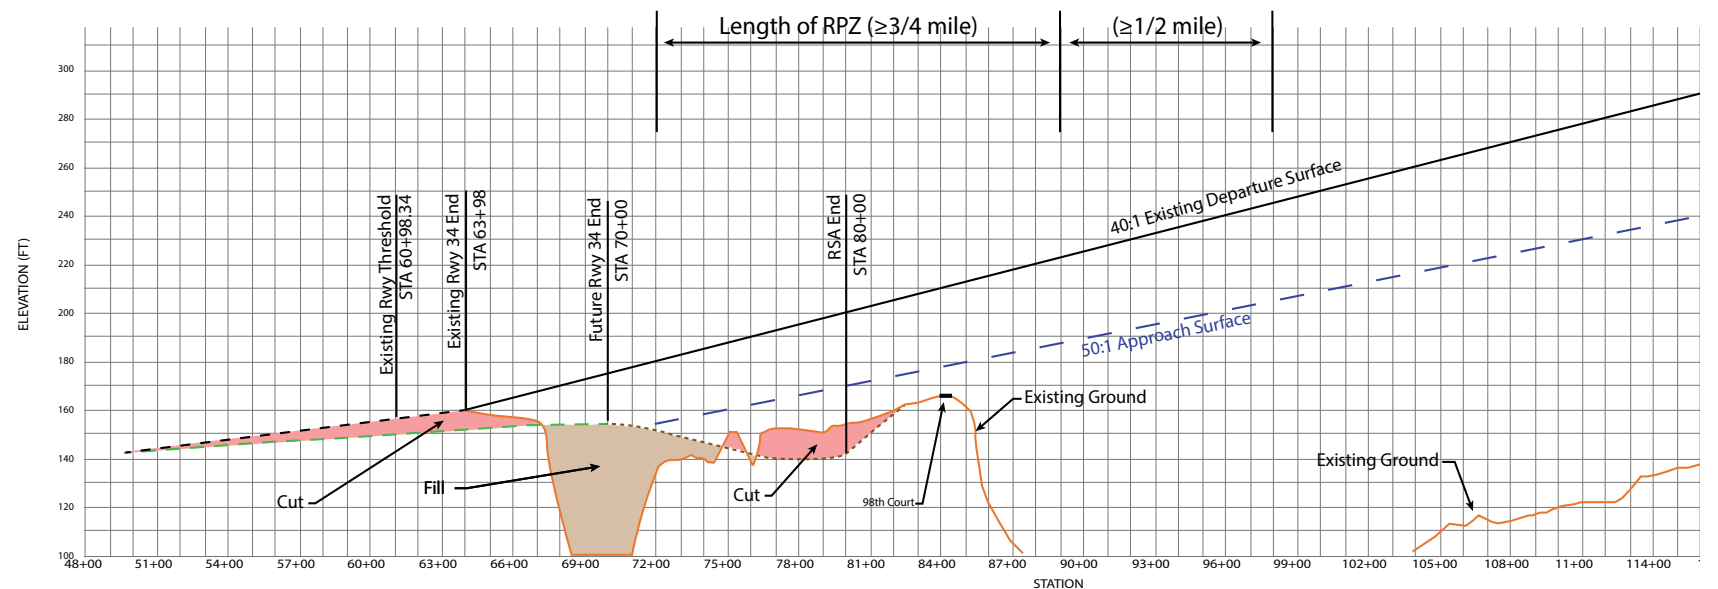 Length of RPZ (≥3/4 mile)
(≥1/2 mile)
300
280
260
240
220
200
180
160
140
120
100
ELEVATION (FT)
Existing Rwy Threshold
STA 60+98.34
Existing Rwy 34 End
STA 63+98
Future Rwy 34 End
STA 70+00
RSA End
STA 80+00
40:1 Existing Departure Surface
50:1 Approach Surface
Existing Ground
Existing Ground
Cut
Fill
Cut
98th Court
48+00 51+00 54+00 57+00 60+00 63+00 66+00 69+00 72+00 75+00 78+00 81+00 84+00 87+00 90+00 93+00 96+00 99+00 102+00 105+00 108+00 11+00 114+00
STATION